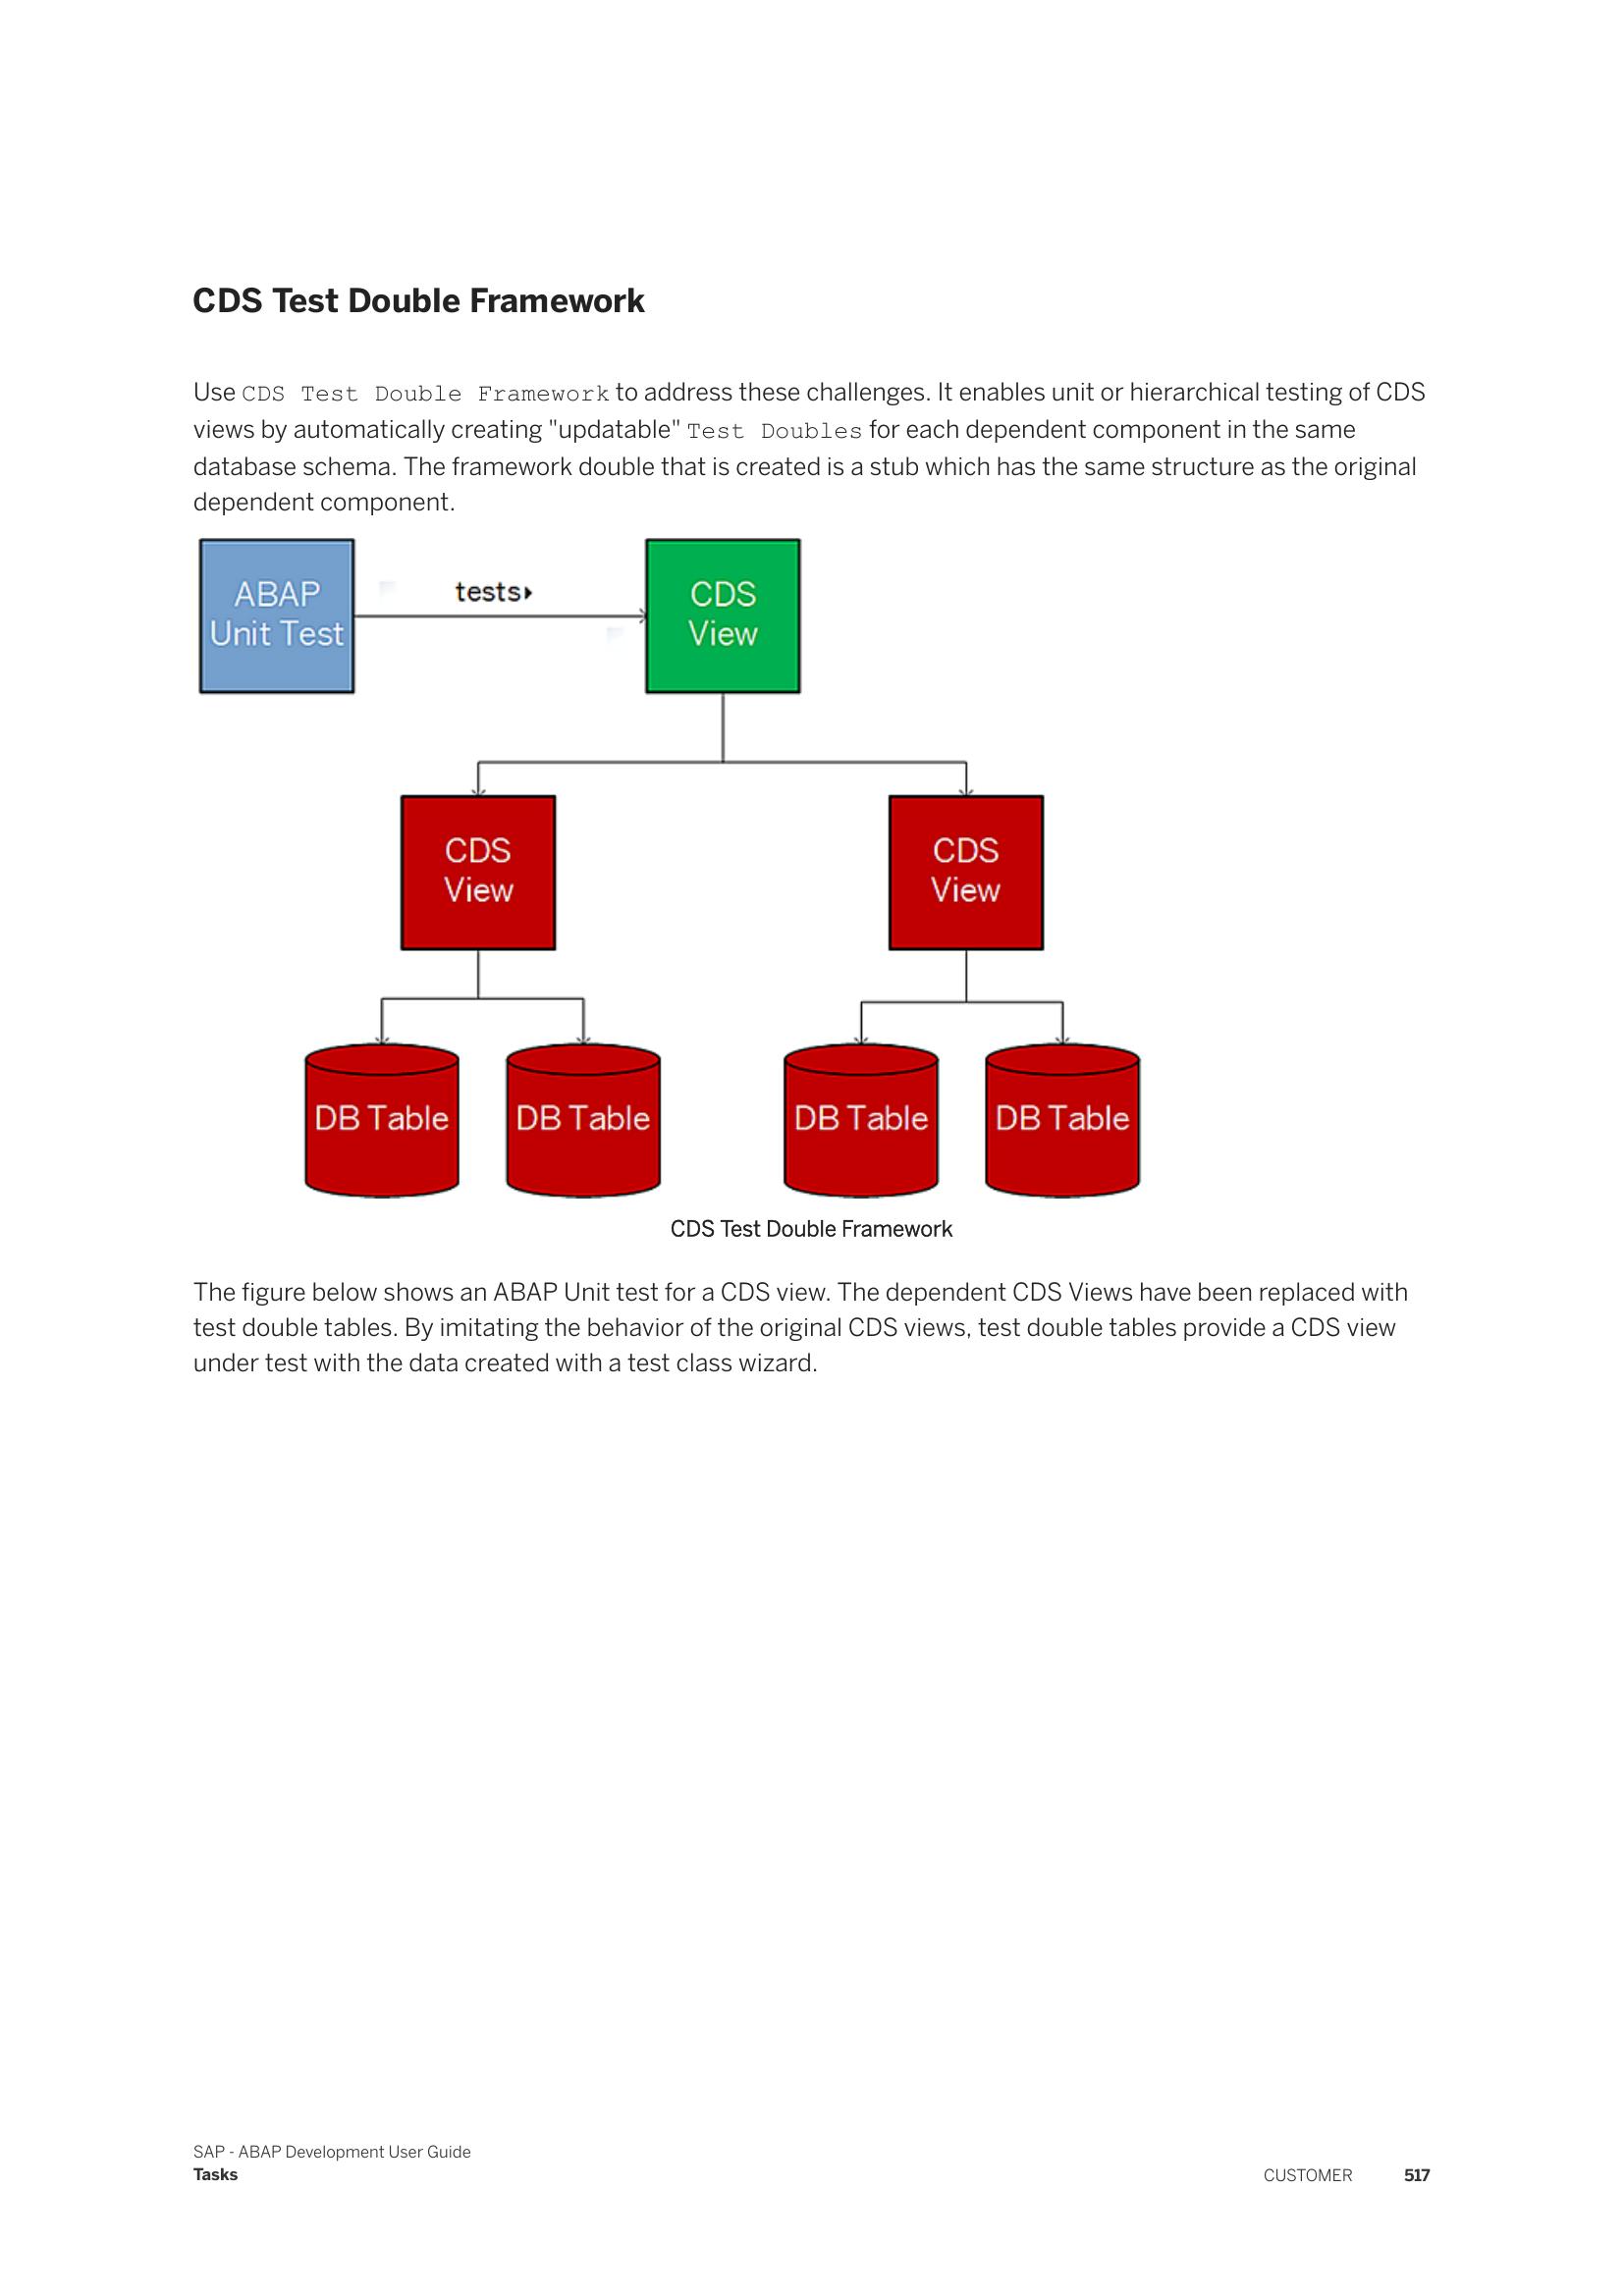 CDS Test Double Framework
Use CDS Test Double Framework to address these challenges. It enables unit or hierarchical testing of CDS
views by automatically creating "updatable" Test Doubles for each dependent component in the same
database schema. The framework double that is created is a stub which has the same structure as the original
dependent component.
ABAP
Unit Test
tests
CDS
View
CDS
View
CDS
View
DB Table
DB Table
DB Table
DB Table
CDS Test Double Framework
The figure below shows an ABAP Unit test for a CDS view. The dependent CDS Views have been replaced with
test double tables. By imitating the behavior of the original CDS views, test double tables provide a CDS view
under test with the data created with a test class wizard.
SAP - ABAP Development User Guide
Tasks
CUSTOMER 517